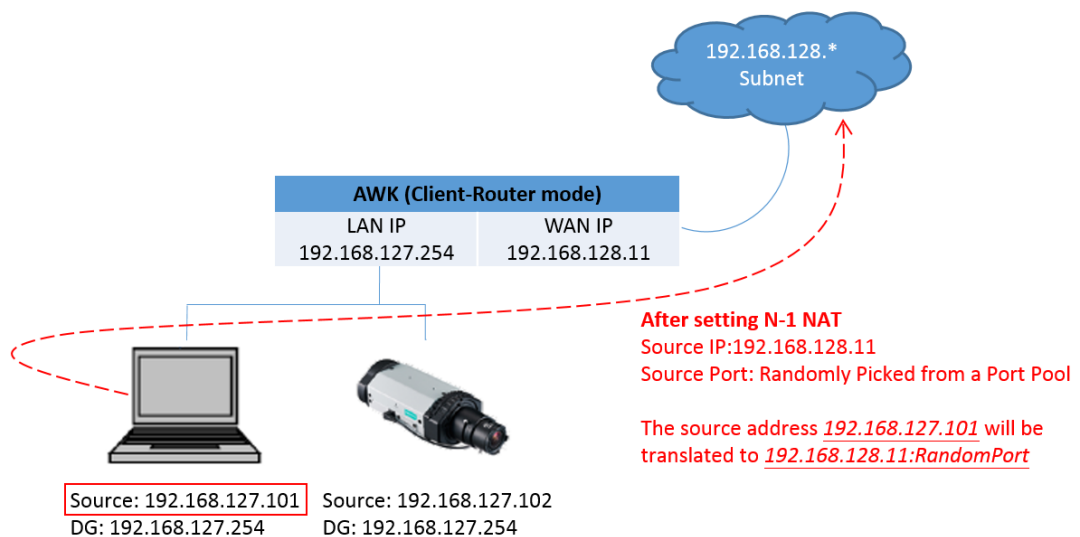 192.168.128.*
Subnet
AWK (Client-Router mode)
LAN IP
192.168.127.254
WAN IP
192.168.128.11
After setting N-1 NAT
Source IP:192.168.128.11
Source Port: Randomly Picked from a Port Pool
The source address 192.168.127.101 will be
translated to 192.168.128.11:RandomPort
Source: 192.168.127.101
DG: 192.168.127.254
Source: 192.168.127.102
DG: 192.168.127.254